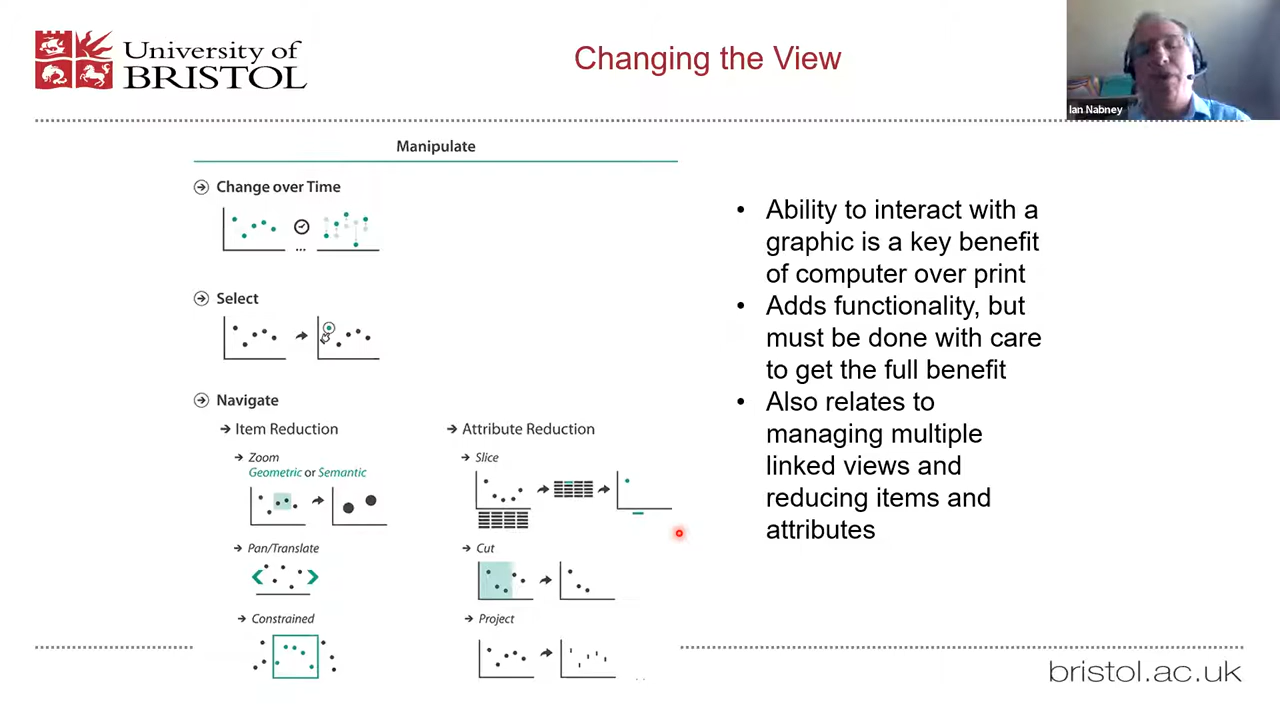 University of
BRISTOL
Changing the View
Ian Nabney
Manipulate
Change over Time
...
Select
Navigate
Item Reduction
Zoom
Geometric or Semantic
Pan/Translate
Constrained
Attribute Reduction
Slice
Cut
Project
• Ability to interact with a
graphic is a key benefit
of computer over print
• Adds functionality, but
must be done with care
to get the full benefit
• Also relates to
managing multiple
linked views and
reducing items and
attributes
bristol.ac.uk